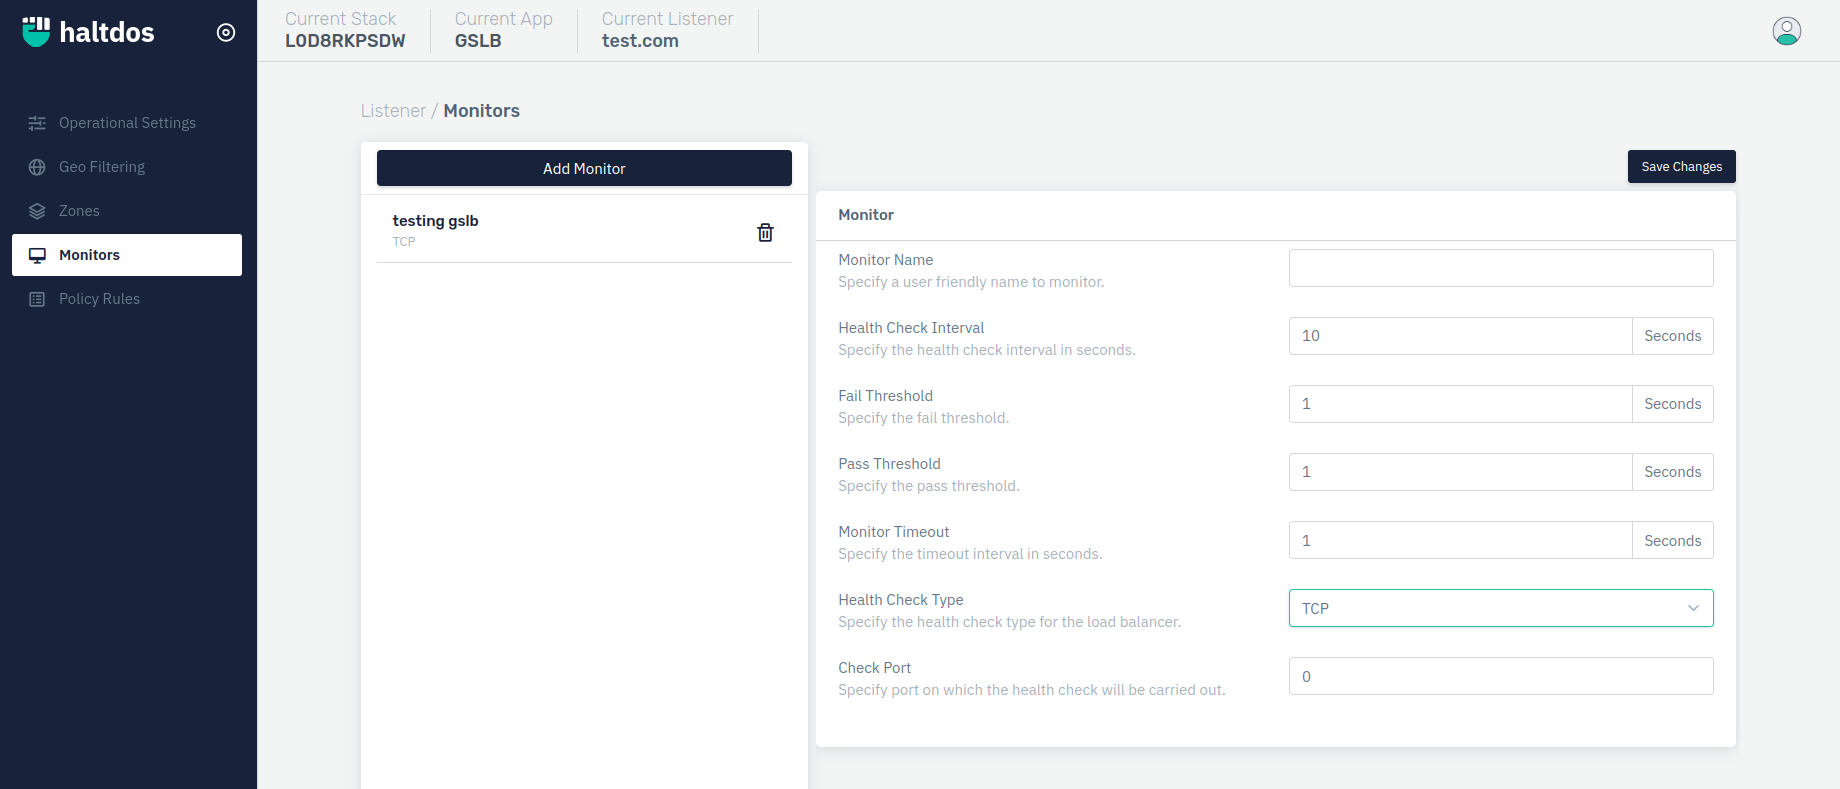 haltdos
Current Stack
L0D8RKPSDW
Current App
GSLB
Current Listener
test.com
Operational Settings
Geo Filtering
Zones
Monitors
Policy Rules
Listener / Monitors
Add Monitor
testing gslb
TCP
Save Changes
Monitor
Monitor Name
Specify a user friendly name to monitor.
Health Check Interval
Specify the health check interval in seconds.
10 Seconds
Fail Threshold
Specify the fail threshold.
1 Seconds
Pass Threshold
Specify the pass threshold.
1 Seconds
Monitor Timeout
Specify the timeout interval in seconds.
1 Seconds
Health Check Type
Specify the health check type for the load balancer.
TCP
Check Port
Specify port on which the health check will be carried out.
0